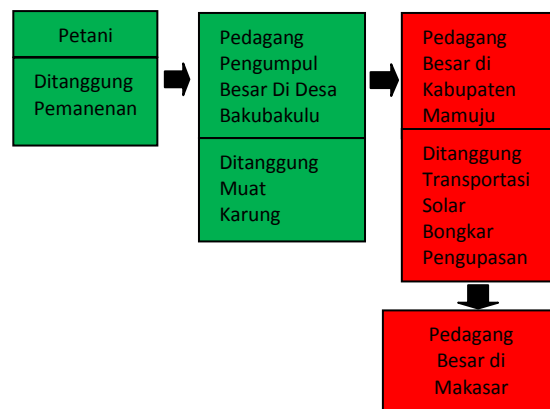 Petani
Ditanggung
Pemanenan
Pedagang
Pengumpul
Besar Di Desa
Bakubakulu
Ditanggung
Muat
Karung
Pedagang
Besar di
Kabupaten
Mamuju
Ditanggung
Transportasi
Solar
Bongkar
Pengupasan
Pedagang
Besar di
Makasar